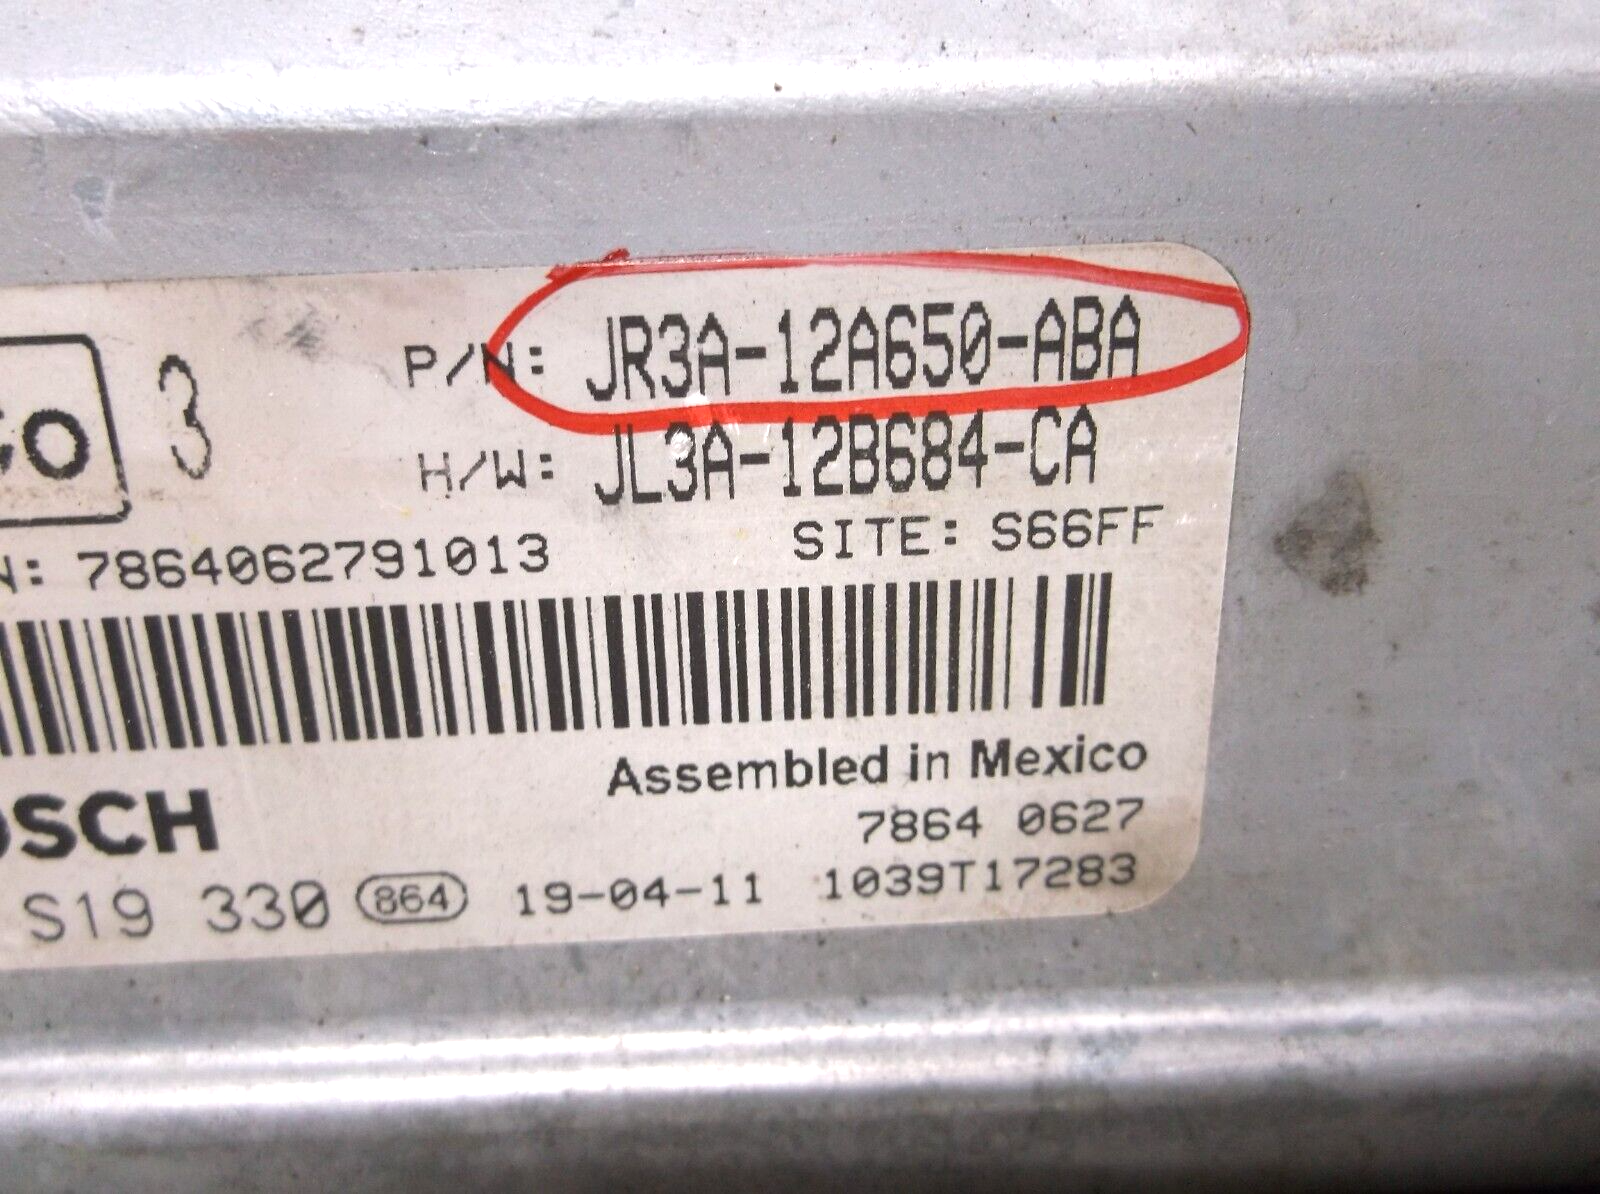 3
P/N: JR3A-12A650-ABA
H/W: JL3A-12B684-CA
N: 7864062791013
SITE: S66FF
Assembled in Mexico
7864 0627
OSCH
S19 330 864 19-04-11 1039T17283